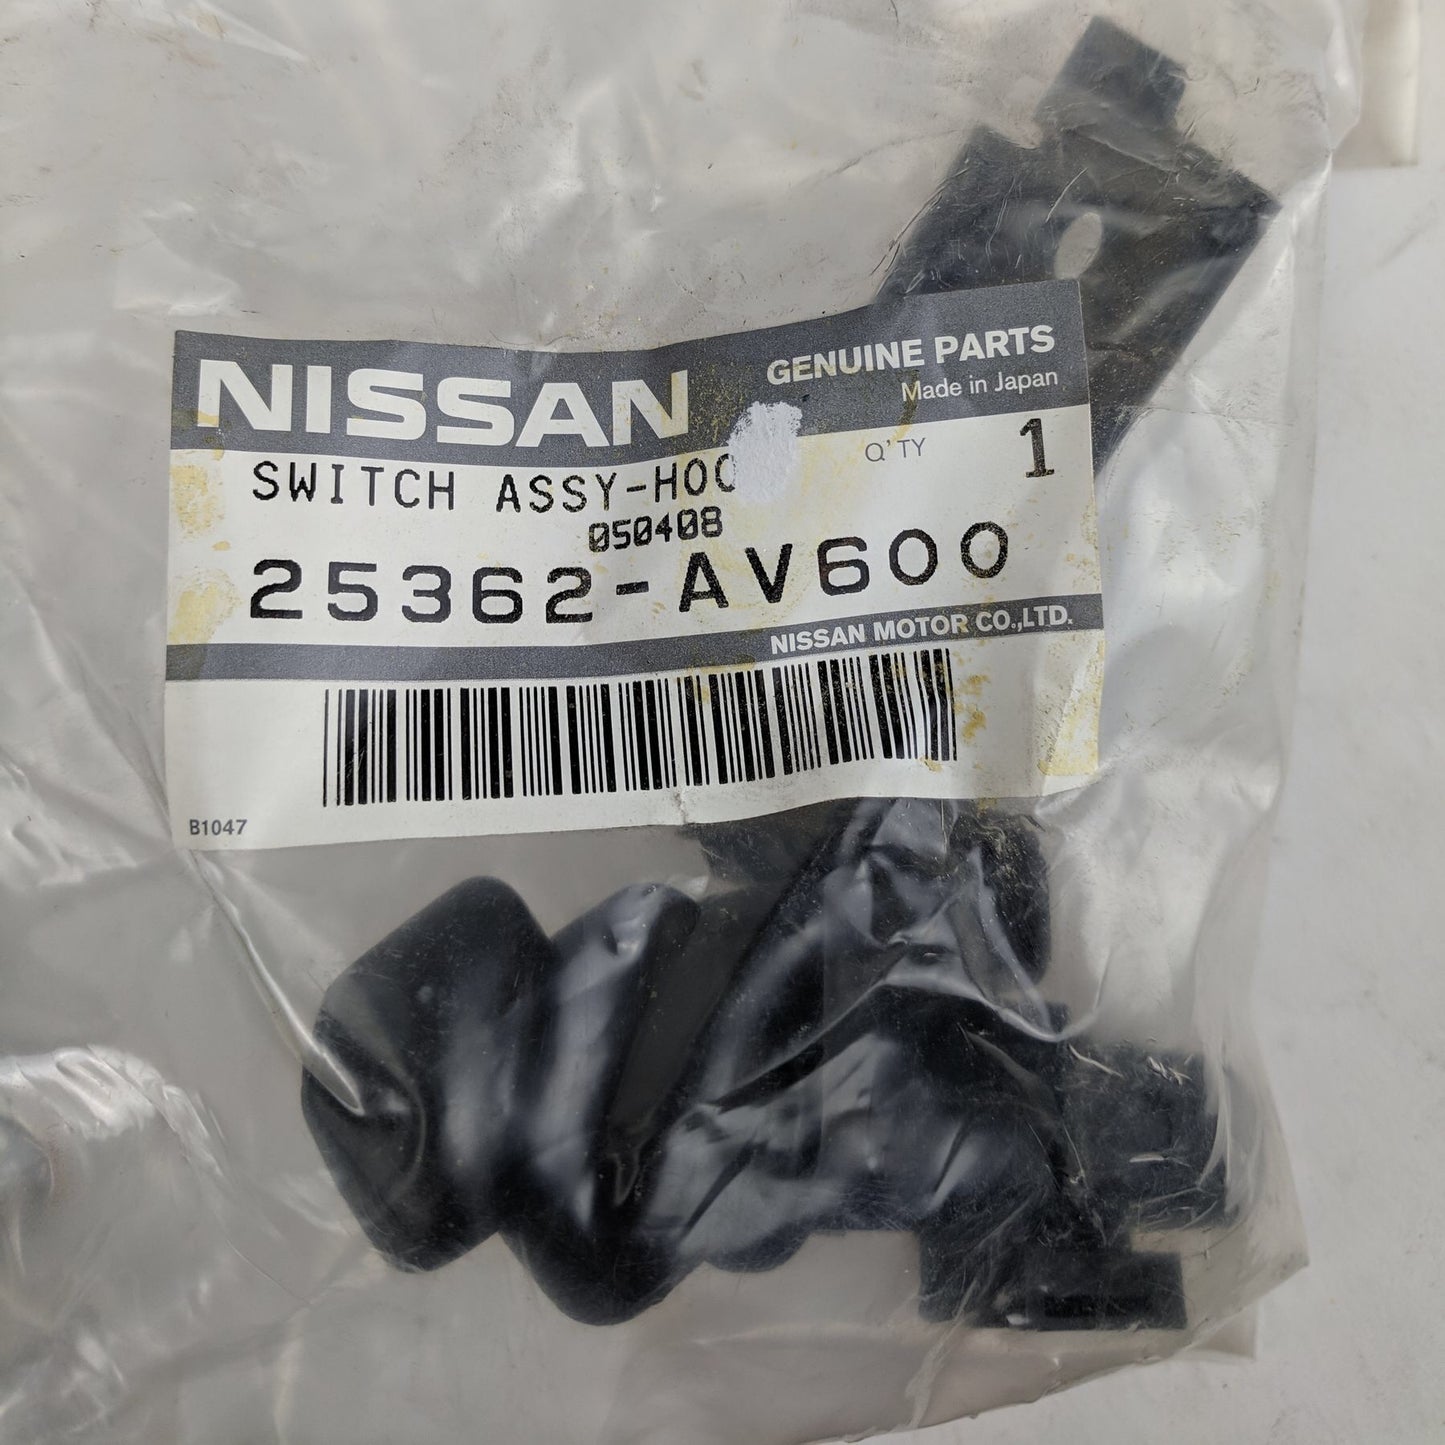 NISSAN
GENUINE PARTS
Made in Japan
SWITCH ASSY-HOO
Q'TY 1
050408
25362-AV600
NISSAN MOTOR CO.,LTD.
B1047